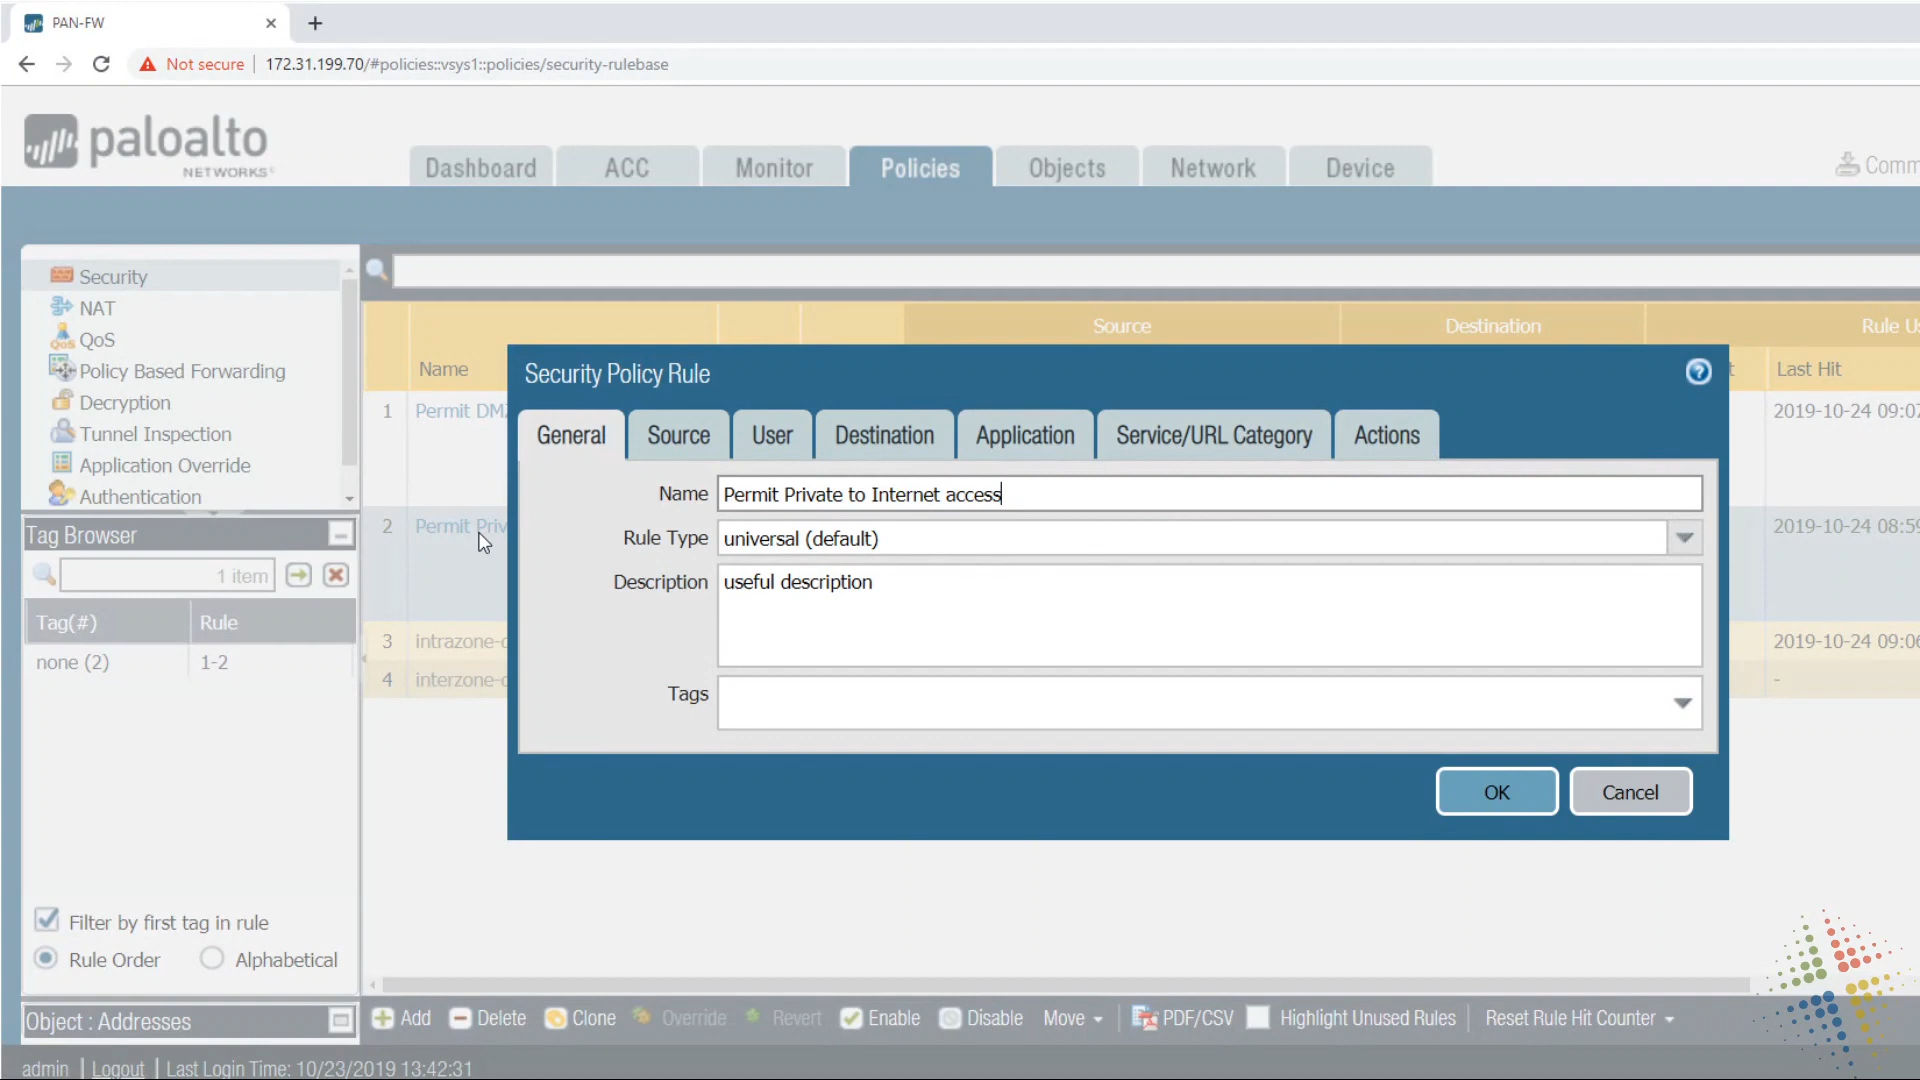 PAN-FW
Not secure 172.31.199.70/#policies::vsys1::policies/security-rulebase
paloalto
NETWORKS
Dashboard ACC Monitor Policies Objects Network Device
Security
NAT
QoS
Policy Based Forwarding
Decryption
Tunnel Inspection
Application Override
Authentication
Tag Browser
1 item
Tag(#) Rule
none (2) 1-2
Filter by first tag in rule
Rule Order Alphabetical
Object : Addresses
Source Destination
Name Last Hit
1 Permit 2019-10-24
2 Permit 2019-10-24
3 2019-10-24
4 -
Security Policy Rule
General Source User Destination Application Service/URL Category Actions
Name Permit Private to Internet access
Rule Type universal (default)
Description useful description
Tags
OK Cancel
Add Delete Clone Override Revert Enable Disable Move PDF/CSV Highlight Unused Rules Reset Rule Hit Counter
admin Logout Last Login Time: 10/23/2019 13:42:31